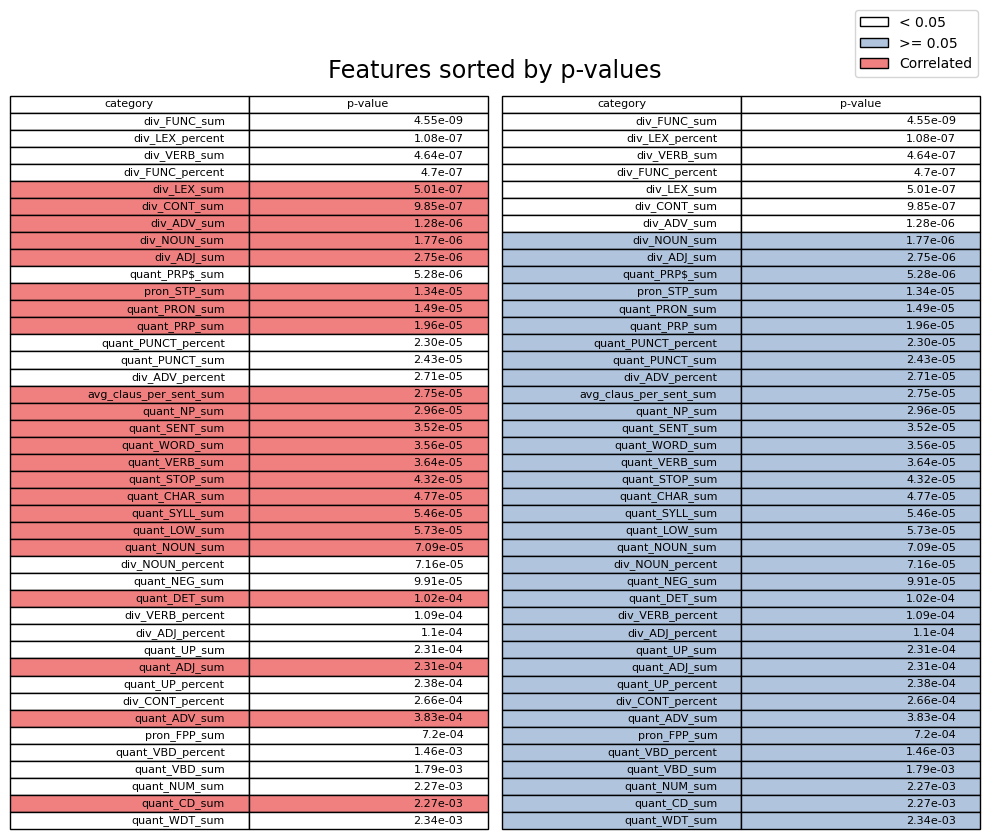 < 0.05
>= 0.05
Correlated
Features sorted by p-values
category p-value category p-value
div_FUNC_sum 4.55e-09 div_FUNC_sum 4.55e-09
div_LEX_percent 1.08e-07 div_LEX_percent 1.08e-07
div_VERB_sum 4.64e-07 div_VERB_sum 4.64e-07
div_FUNC_percent 4.7e-07 div_FUNC_percent 4.7e-07
div_LEX_sum 5.01e-07 div_LEX_sum 5.01e-07
div_CONT_sum 9.85e-07 div_CONT_sum 9.85e-07
div_ADV_sum 1.28e-06 div_ADV_sum 1.28e-06
div_NOUN_sum 1.77e-06 div_NOUN_sum 1.77e-06
div_ADJ_sum 2.75e-06 div_ADJ_sum 2.75e-06
quant_PRP$_sum 5.28e-06 quant_PRP$_sum 5.28e-06
pron_STP_sum 1.34e-05 pron_STP_sum 1.34e-05
quant_PRON_sum 1.49e-05 quant_PRON_sum 1.49e-05
quant_PRP_sum 1.96e-05 quant_PRP_sum 1.96e-05
quant_PUNCT_percent 2.30e-05 quant_PUNCT_percent 2.30e-05
quant_PUNCT_sum 2.43e-05 quant_PUNCT_sum 2.43e-05
div_ADV_percent 2.71e-05 div_ADV_percent 2.71e-05
avg_claus_per_sent_sum 2.75e-05 avg_claus_per_sent_sum 2.75e-05
quant_NP_sum 2.96e-05 quant_NP_sum 2.96e-05
quant_SENT_sum 3.52e-05 quant_SENT_sum 3.52e-05
quant_WORD_sum 3.56e-05 quant_WORD_sum 3.56e-05
quant_VERB_sum 3.64e-05 quant_VERB_sum 3.64e-05
quant_STOP_sum 4.32e-05 quant_STOP_sum 4.32e-05
quant_CHAR_sum 4.77e-05 quant_CHAR_sum 4.77e-05
quant_SYLL_sum 5.46e-05 quant_SYLL_sum 5.46e-05
quant_LOW_sum 5.73e-05 quant_LOW_sum 5.73e-05
quant_NOUN_sum 7.09e-05 quant_NOUN_sum 7.09e-05
div_NOUN_percent 7.16e-05 div_NOUN_percent 7.16e-05
quant_NEG_sum 9.91e-05 quant_NEG_sum 9.91e-05
quant_DET_sum 1.02e-04 quant_DET_sum 1.02e-04
div_VERB_percent 1.09e-04 div_VERB_percent 1.09e-04
div_ADJ_percent 1.1e-04 div_ADJ_percent 1.1e-04
quant_UP_sum 2.31e-04 quant_UP_sum 2.31e-04
quant_ADJ_sum 2.31e-04 quant_ADJ_sum 2.31e-04
quant_UP_percent 2.38e-04 quant_UP_percent 2.38e-04
div_CONT_percent 2.66e-04 div_CONT_percent 2.66e-04
quant_ADV_sum 3.83e-04 quant_ADV_sum 3.83e-04
pron_FPP_sum 7.2e-04 pron_FPP_sum 7.2e-04
quant_VBD_percent 1.46e-03 quant_VBD_percent 1.46e-03
quant_VBD_sum 1.79e-03 quant_VBD_sum 1.79e-03
quant_NUM_sum 2.27e-03 quant_NUM_sum 2.27e-03
quant_CD_sum 2.27e-03 quant_CD_sum 2.27e-03
quant_WDT_sum 2.34e-03 quant_WDT_sum 2.34e-03